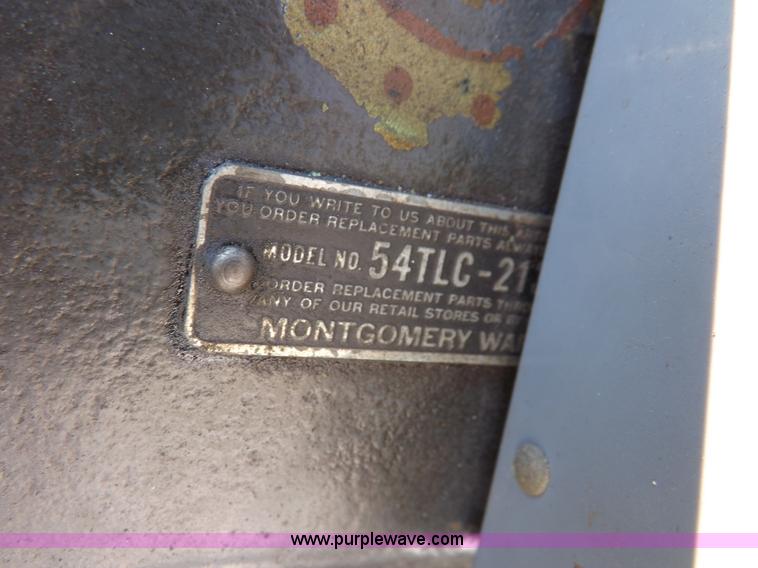 IF YOU WRITE TO US ABOUT THIS
YOU ORDER REPLACEMENT PARTS
MODEL NO. 54TLC-21
ORDER REPLACEMENT PARTS
ANY OF OUR RETAIL STORES OR
MONTGOMERY WA
www.purplewave.com